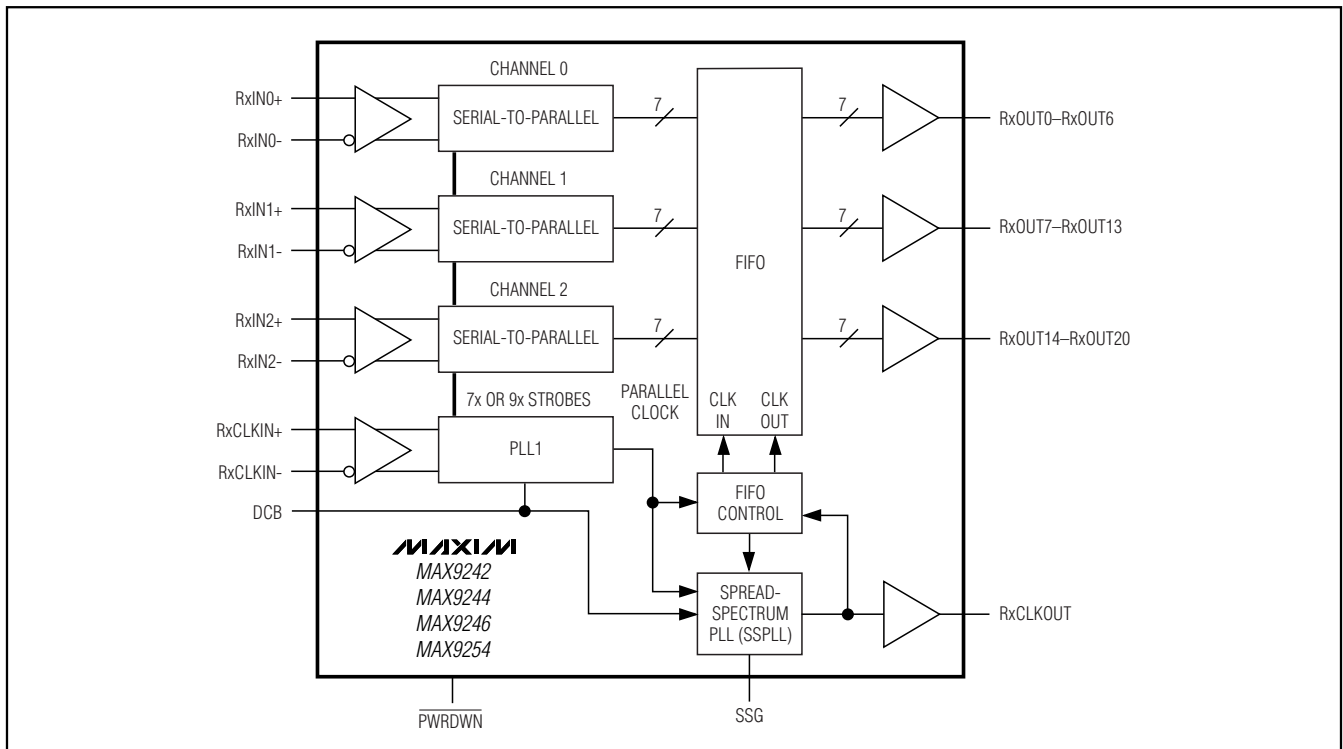 CHANNEL 0
RxIN0+
RxIN0-
SERIAL-TO-PARALLEL
7
7
RxOUT0–RxOUT6
CHANNEL 1
RxIN1+
RxIN1-
SERIAL-TO-PARALLEL
7
FIFO
7
RxOUT7–RxOUT13
CHANNEL 2
RxIN2+
RxIN2-
SERIAL-TO-PARALLEL
7
7
RxOUT14–RxOUT20
7x OR 9x STROBES
PARALLEL
CLOCK
CLK
IN
CLK
OUT
RxCLKIN+
RxCLKIN-
PLL1
DCB
FIFO
CONTROL
MAXIM
MAX9242
MAX9244
MAX9246
MAX9254
SPREAD-
SPECTRUM
PLL (SSPLL)
RxCLKOUT
PWRDWN
SSG